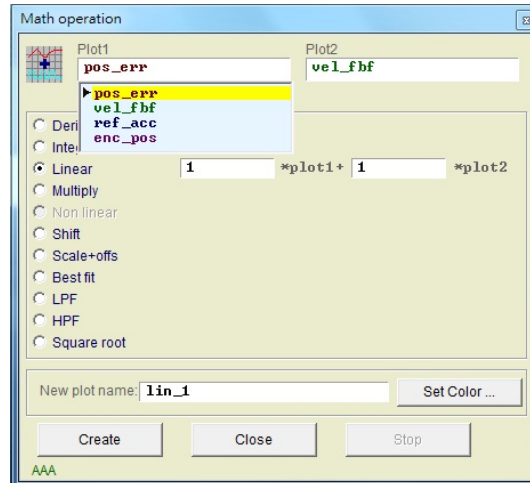 Math operation
Plot1 Plot2
pos_err vel_fbf
pos_err
vel_fbf
ref_acc
enc_pos
Linear 1 *plot1+ 1 *plot2
Multiply
Non linear
Shift
Scale+offs
Best fit
LPF
HPF
Square root
New plot name: lin_1 Set Color ...
Create Close Stop
AAA